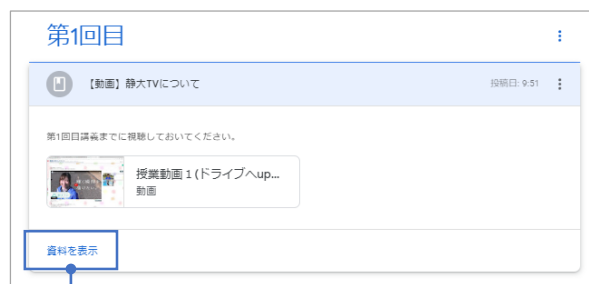 第1回目
【動画】静大TVについて
投稿日: 9:51
第1回目講義までに視聴しておいてください。
授業動画 1 (ドライブへup...
動画
資料を表示